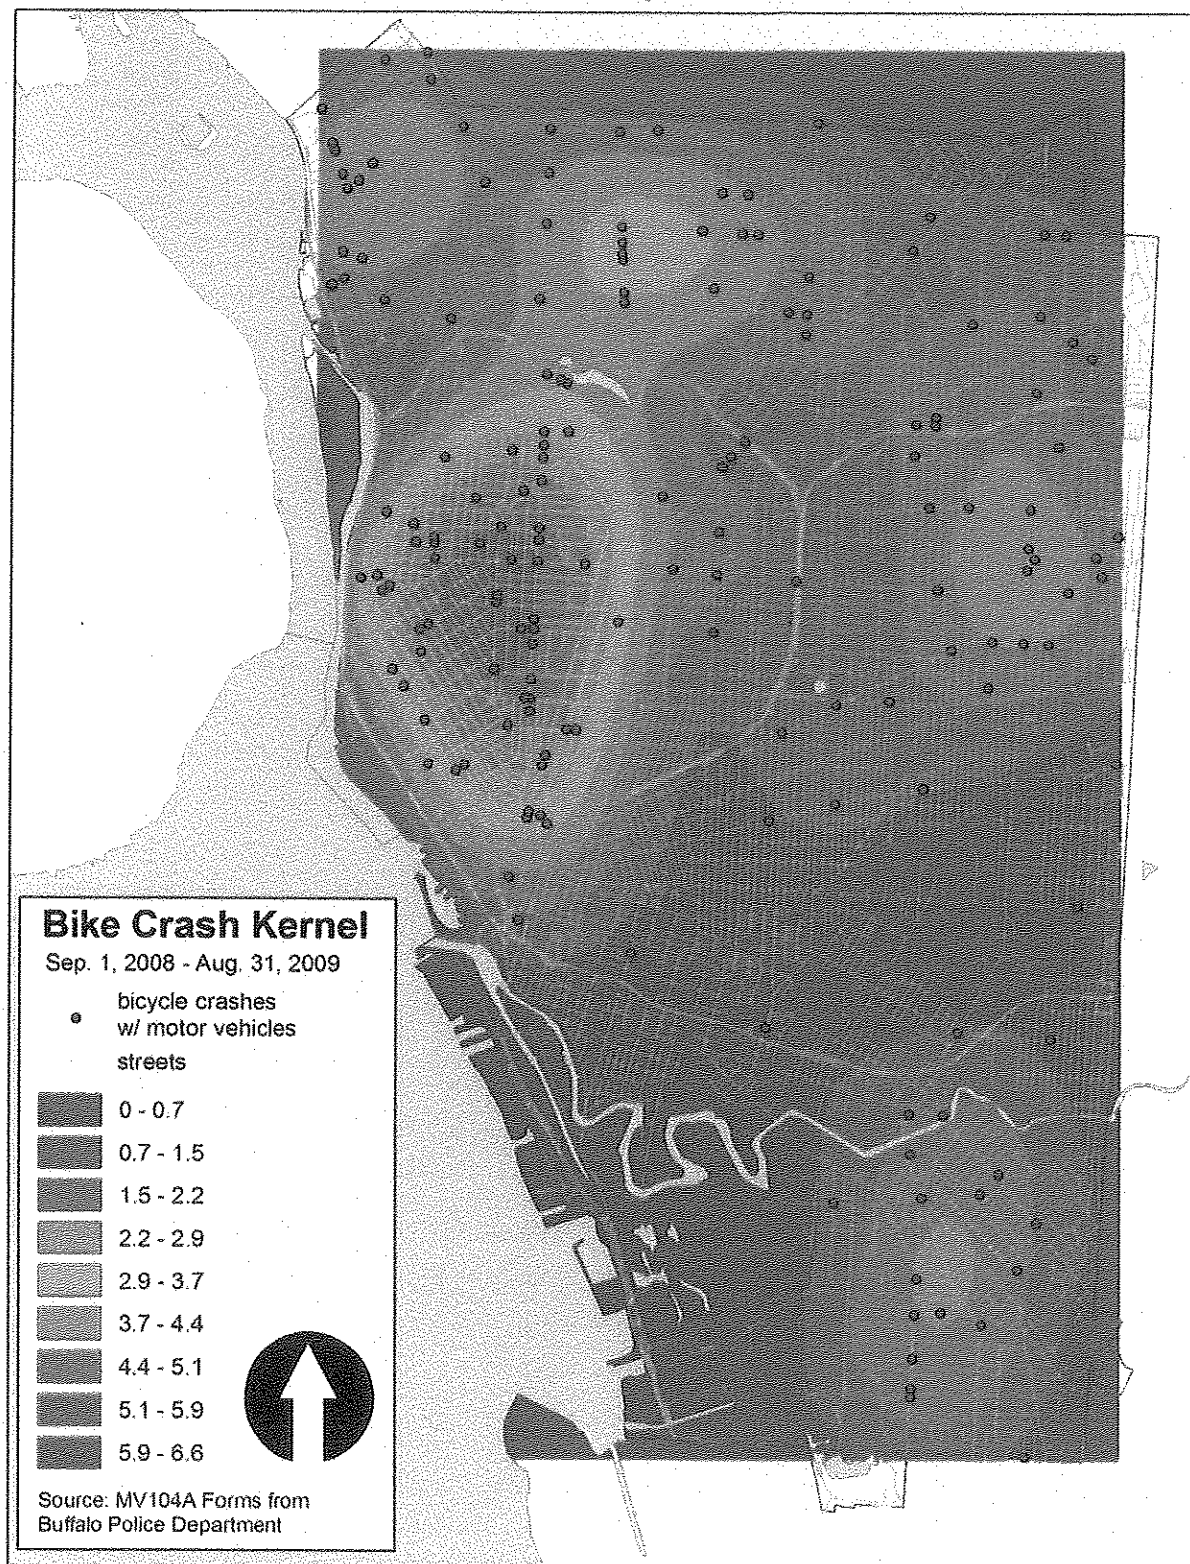 Bike Crash Kernel
Sep. 1, 2008 - Aug. 31, 2009
bicycle crashes
w/ motor vehicles
streets
0 - 0.7
0.7 - 1.5
1.5 - 2.2
2.2 - 2.9
2.9 - 3.7
3.7 - 4.4
4.4 - 5.1
5.1 - 5.9
5.9 - 6.6
Source: MV104A Forms from
Buffalo Police Department